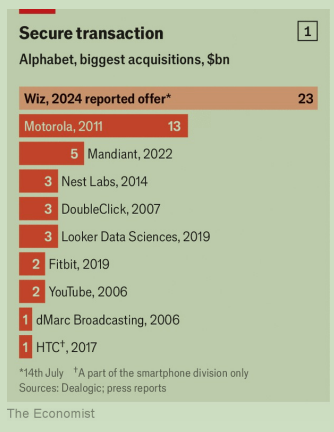 Secure transaction
1
Alphabet, biggest acquisitions, $bn
Wiz, 2024 reported offer* 23
Motorola, 2011 13
5 Mandiant, 2022
3 Nest Labs, 2014
3 DoubleClick, 2007
3 Looker Data Sciences, 2019
2 Fitbit, 2019
2 YouTube, 2006
1 dMarc Broadcasting, 2006
1 HTC†, 2017
*14th July †A part of the smartphone division only
Sources: Dealogic; press reports
The Economist